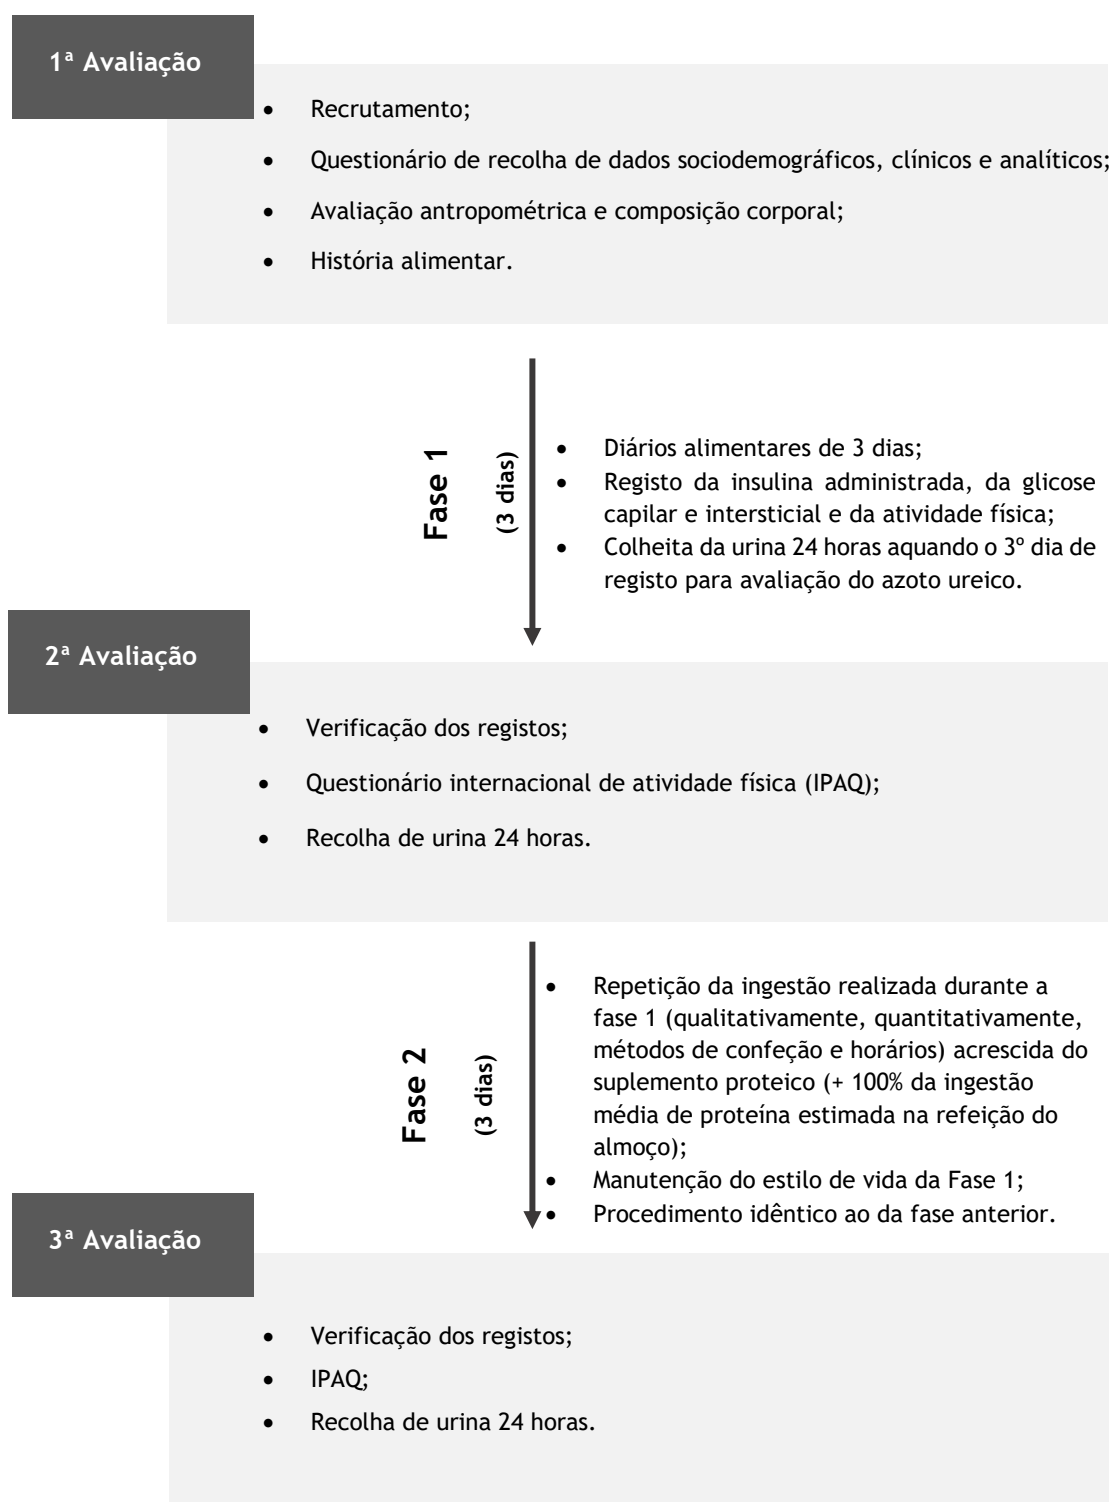 1ª Avaliação
• Recrutamento;
• Questionário de recolha de dados sociodemográficos, clínicos e analíticos;
• Avaliação antropométrica e composição corporal;
• História alimentar.
Fase 1
(3 dias)
• Diários alimentares de 3 dias;
• Registo da insulina administrada, da glicose
capilar e intersticial e da atividade física;
• Colheita da urina 24 horas aquando o 3º dia de
registo para avaliação do azoto ureico.
2ª Avaliação
• Verificação dos registos;
• Questionário internacional de atividade física (IPAQ);
• Recolha de urina 24 horas.
Fase 2
(3 dias)
• Repetição da ingestão realizada durante a
fase 1 (qualitativamente, quantitativamente,
métodos de confeção e horários) acrescida do
suplemento proteico (+ 100% da ingestão
média de proteína estimada na refeição do
almoço);
• Manutenção do estilo de vida da Fase 1;
• Procedimento idêntico ao da fase anterior.
3ª Avaliação
• Verificação dos registos;
• IPAQ;
• Recolha de urina 24 horas.